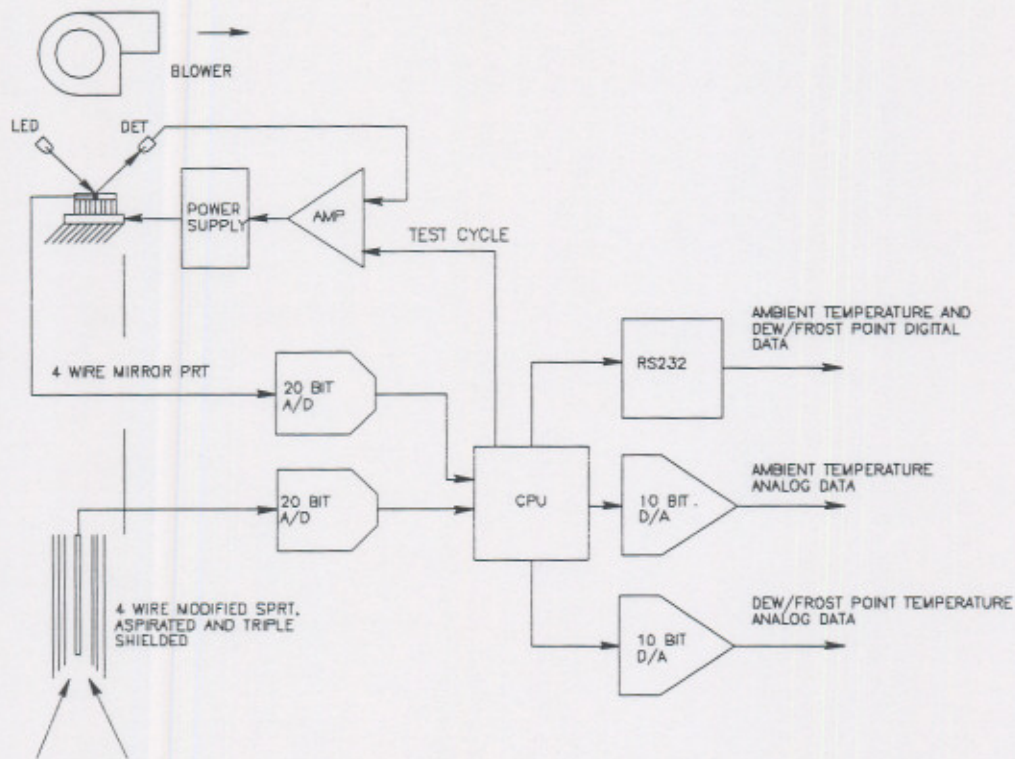 BLOWER
LED
DET
POWER
SUPPLY
AMP
TEST CYCLE
AMBIENT TEMPERATURE AND
DEW/FROST POINT DIGITAL
DATA
RS232
4 WIRE MIRROR PRT
20 BIT
A/D
AMBIENT TEMPERATURE
ANALOG DATA
20 BIT
A/D
CPU
10 BIT.
D/A
4 WIRE MODIFIED SPRT,
ASPIRATED AND TRIPLE
SHIELDED
DEW/FROST POINT TEMPERATURE
ANALOG DATA
10 BIT
D/A